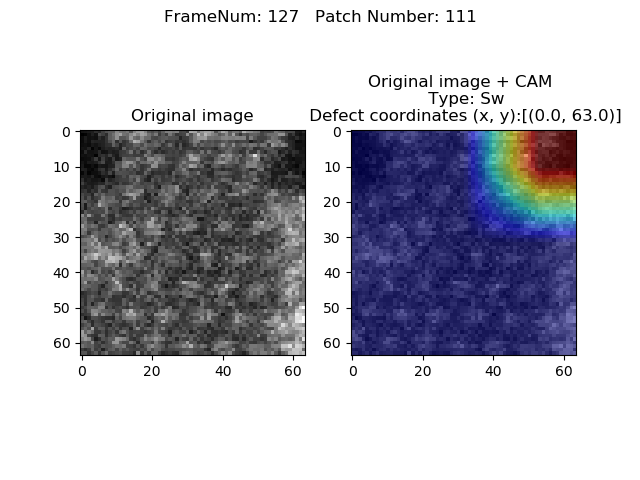 FrameNum: 127   Patch Number: 111
Original image
0
10
20
30
40
50
60
0 20 40 60
Original image + CAM
Type: Sw
Defect coordinates (x, y):[(0.0, 63.0)]
0
10
20
30
40
50
60
0 20 40 60